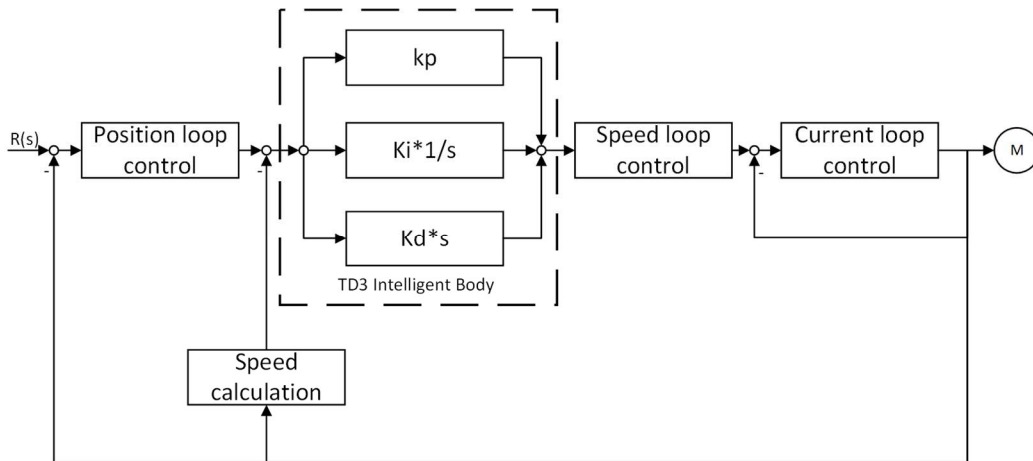 kp
R(s)
Position loop
control
Ki*1/s
Speed loop
control
Current loop
control
M
-
-
-
Kd*s
TD3 Intelligent Body
Speed
calculation